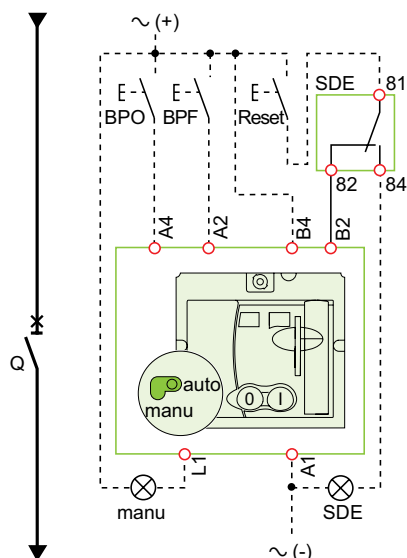 ∼ (+)
BPO
BPF
Reset
SDE
81
82
84
A4
A2
B4
B2
Q
auto
manu
0
I
L1
A1
manu
SDE
∼ (-)